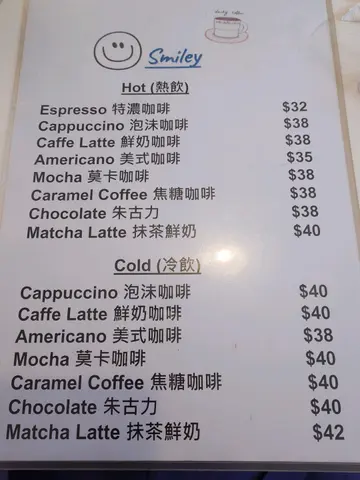 Smiley
Hot (熱飲)
Espresso 特濃咖啡 $32
Cappuccino 泡沫咖啡 $38
Caffe Latte 鮮奶咖啡 $38
Americano 美式咖啡 $35
Mocha 莫卡咖啡 $38
Caramel Coffee 焦糖咖啡 $38
Chocolate 朱古力 $38
Matcha Latte 抹茶鮮奶 $40
Cold (冷飲)
Cappuccino 泡沫咖啡 $40
Caffe Latte 鮮奶咖啡 $40
Americano 美式咖啡 $38
Mocha 莫卡咖啡 $40
Caramel Coffee 焦糖咖啡 $40
Chocolate 朱古力 $40
Matcha Latte 抹茶鮮奶 $42